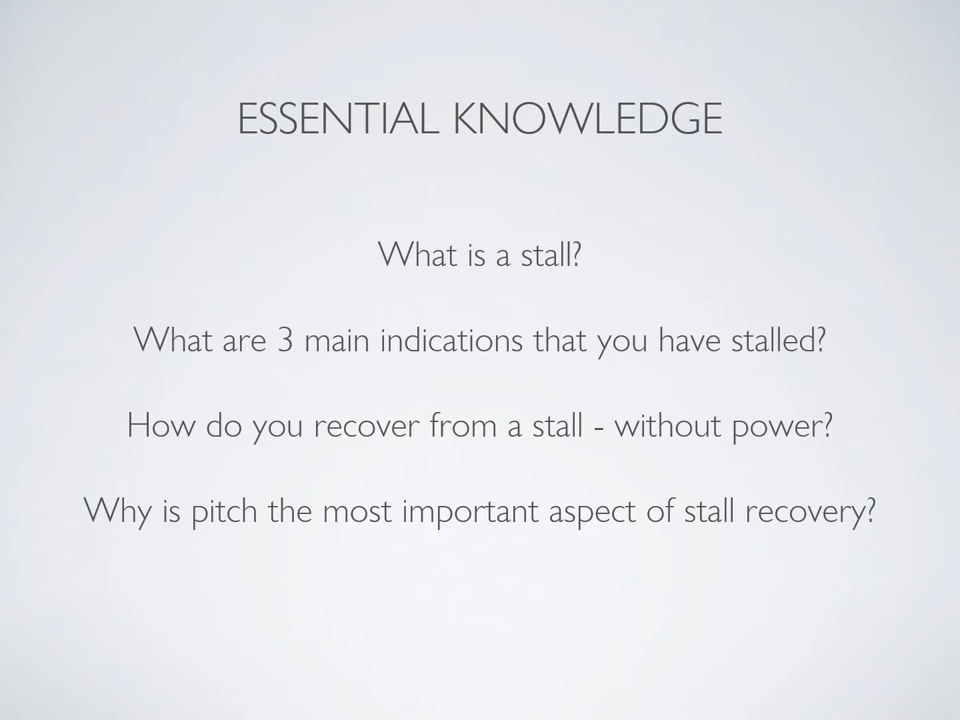 ESSENTIAL KNOWLEDGE
What is a stall?
What are 3 main indications that you have stalled?
How do you recover from a stall - without power?
Why is pitch the most important aspect of stall recovery?